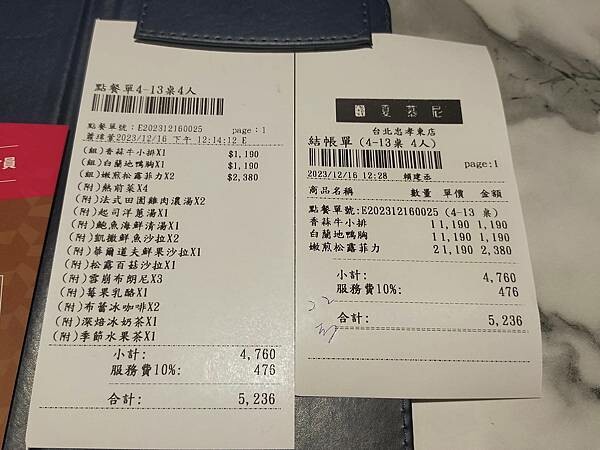 點餐單4-13桌4人
點餐單號:E202312160025 page:1
2023/12/16 下午 12:14:12 E
(組)香蒜牛小排X1 $1,190
(組)白蘭地鴨胸X1 $1,190
(組)嫩煎松露菲力X2 $2,380
(附)熱前菜X4
(附)法式田園雞肉濃湯X2
(附)起司洋蔥湯X1
(附)鮑魚海鮮清湯X1
(附)凱撒鮮魚沙拉X2
(附)華爾道夫鮮果沙拉X1
(附)松露百菇沙拉X1
(附)雪崩布朗尼X3
(附)莓果乳酪X1
(附)布蕾冰咖啡X2
(附)深焙冰奶茶X1
(附)季節水果茶X1
小計: 4,760
服務費10%: 476
合計: 5,236
員
夏慕尼
台北忠孝東店
結帳單(4-13桌 4人)
page:1
2023/12/16 12:28 賴建丞
商品名稱 數量 單價 金額
點餐單號:E202312160025 (4-13 桌)
香蒜牛小排 1 1,190 1,190
白蘭地鴨胸 1 1,190 1,190
嫩煎松露菲力 2 1,190 2,380
小計: 4,760
服務費10%: 476
合計: 5,236